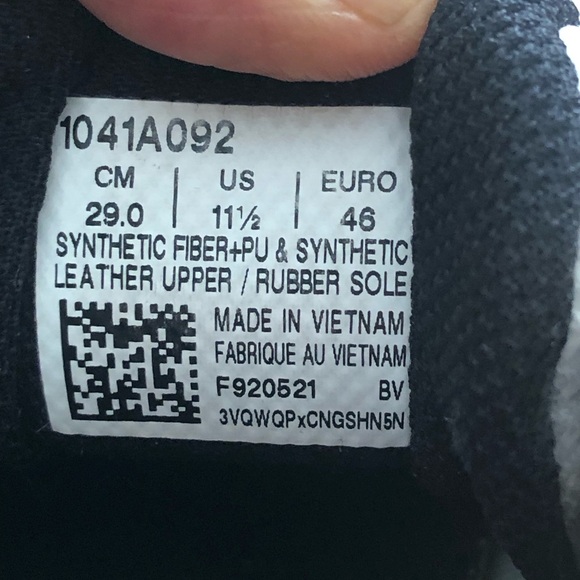 1041A092
CM | US | EURO
29.0 | 11½ | 46
SYNTHETIC FIBER+PU & SYNTHETIC
LEATHER UPPER / RUBBER SOLE
MADE IN VIETNAM
FABRIQUE AU VIETNAM
F920521 BV
3VQWQPxCNGSHN5N